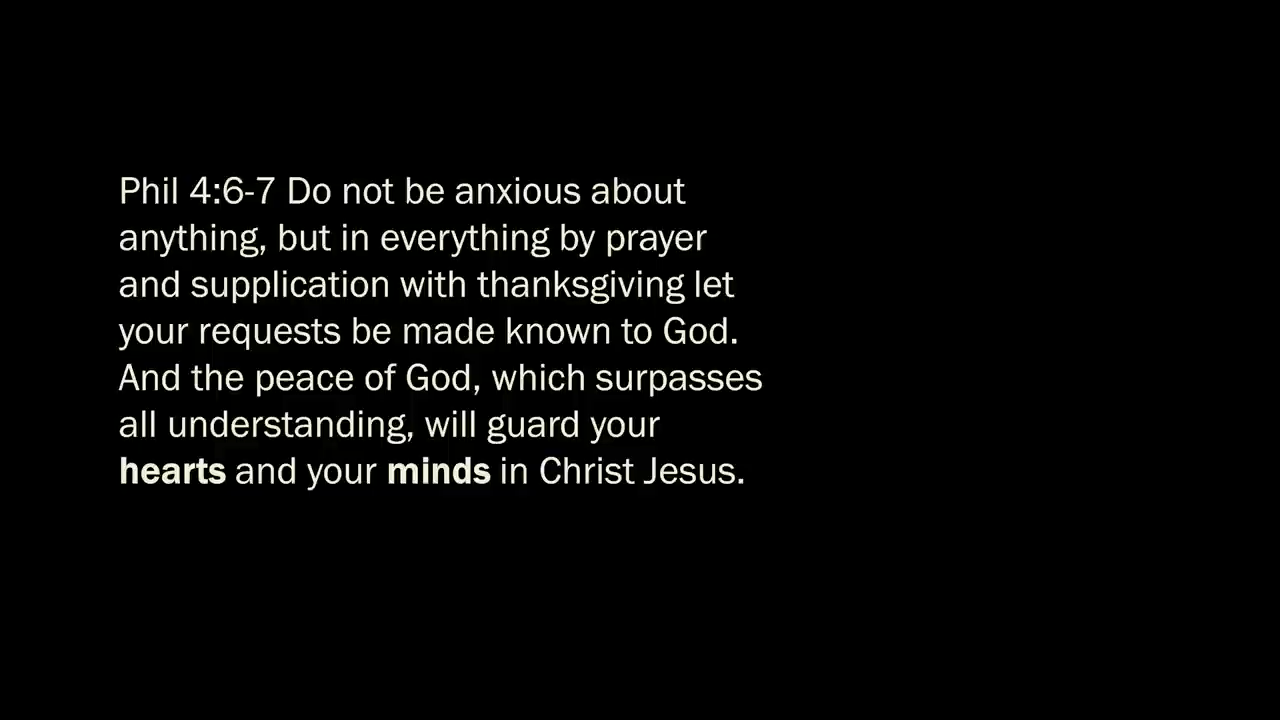 Phil 4:6-7 Do not be anxious about
anything, but in everything by prayer
and supplication with thanksgiving let
your requests be made known to God.
And the peace of God, which surpasses
all understanding, will guard your
hearts and your minds in Christ Jesus.